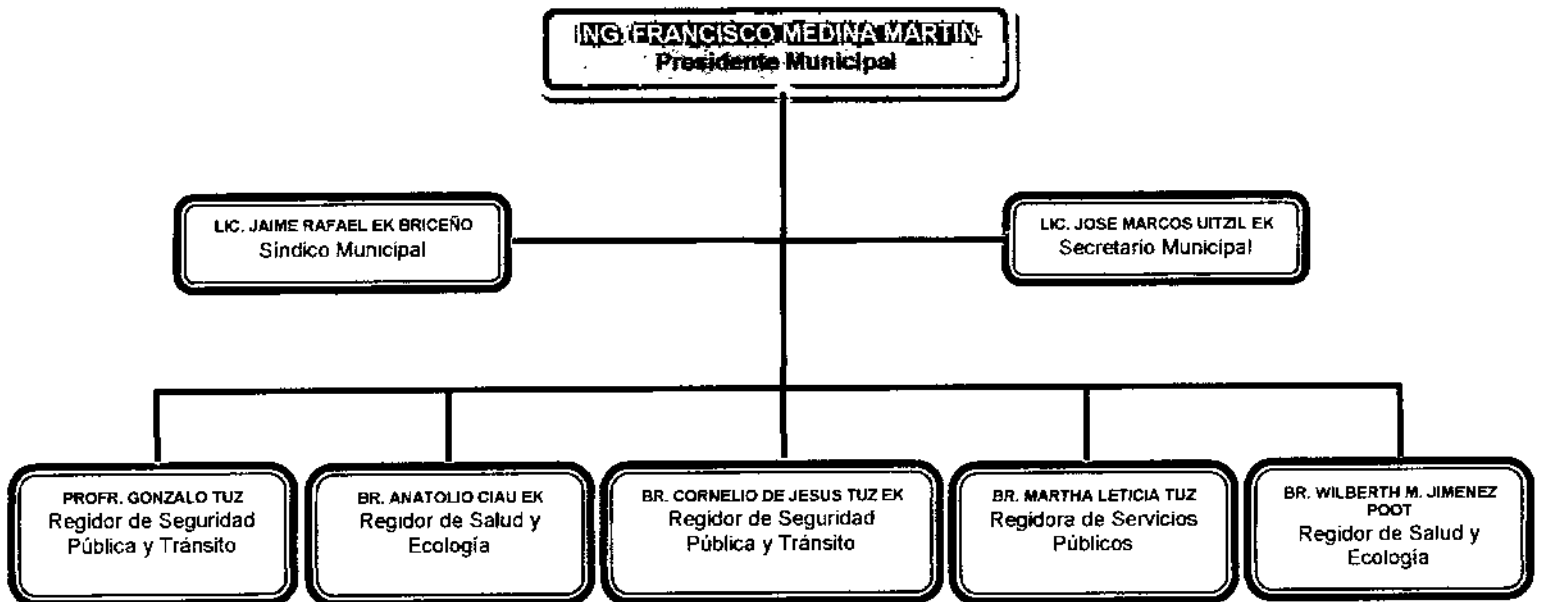 ING. FRANCISCO MEDINA MARTIN
Presidente Municipal
LIC. JAIME RAFAEL EK BRICEÑO
Síndico Municipal
LIC. JOSE MARCOS UITZIL EK
Secretario Municipal
PROFR. GONZALO TUZ
Regidor de Seguridad
Pública y Tránsito
BR. ANATOLIO CIAU EK
Regidor de Salud y
Ecología
BR. CORNELIO DE JESUS TUZ EK
Regidor de Seguridad
Pública y Tránsito
BR. MARTHA LETICIA TUZ
Regidora de Servicios
Públicos
BR. WILBERTH M. JIMENEZ
POOT
Regidor de Salud y
Ecología